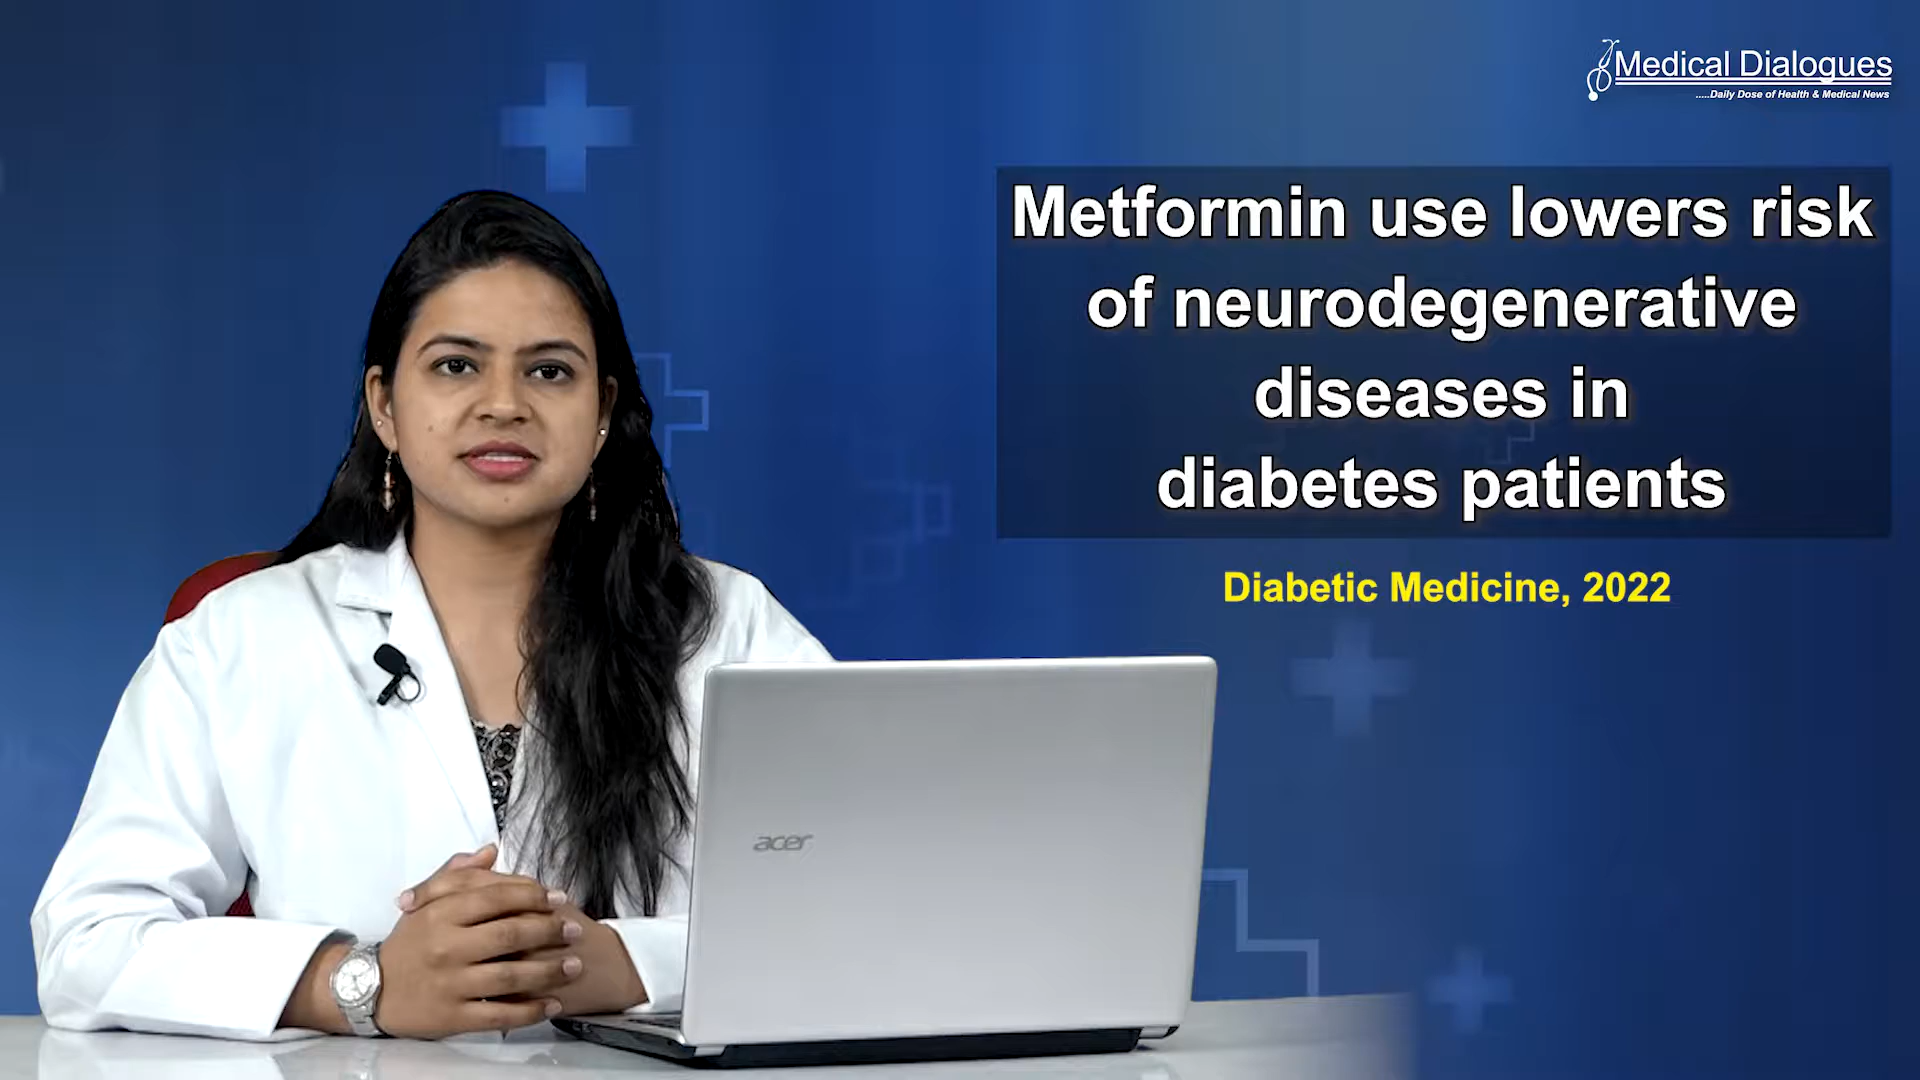 Medical Dialogues
.....Daily Dose of Health & Medical News
Metformin use lowers risk
of neurodegenerative
diseases in
diabetes patients
Diabetic Medicine, 2022
acer